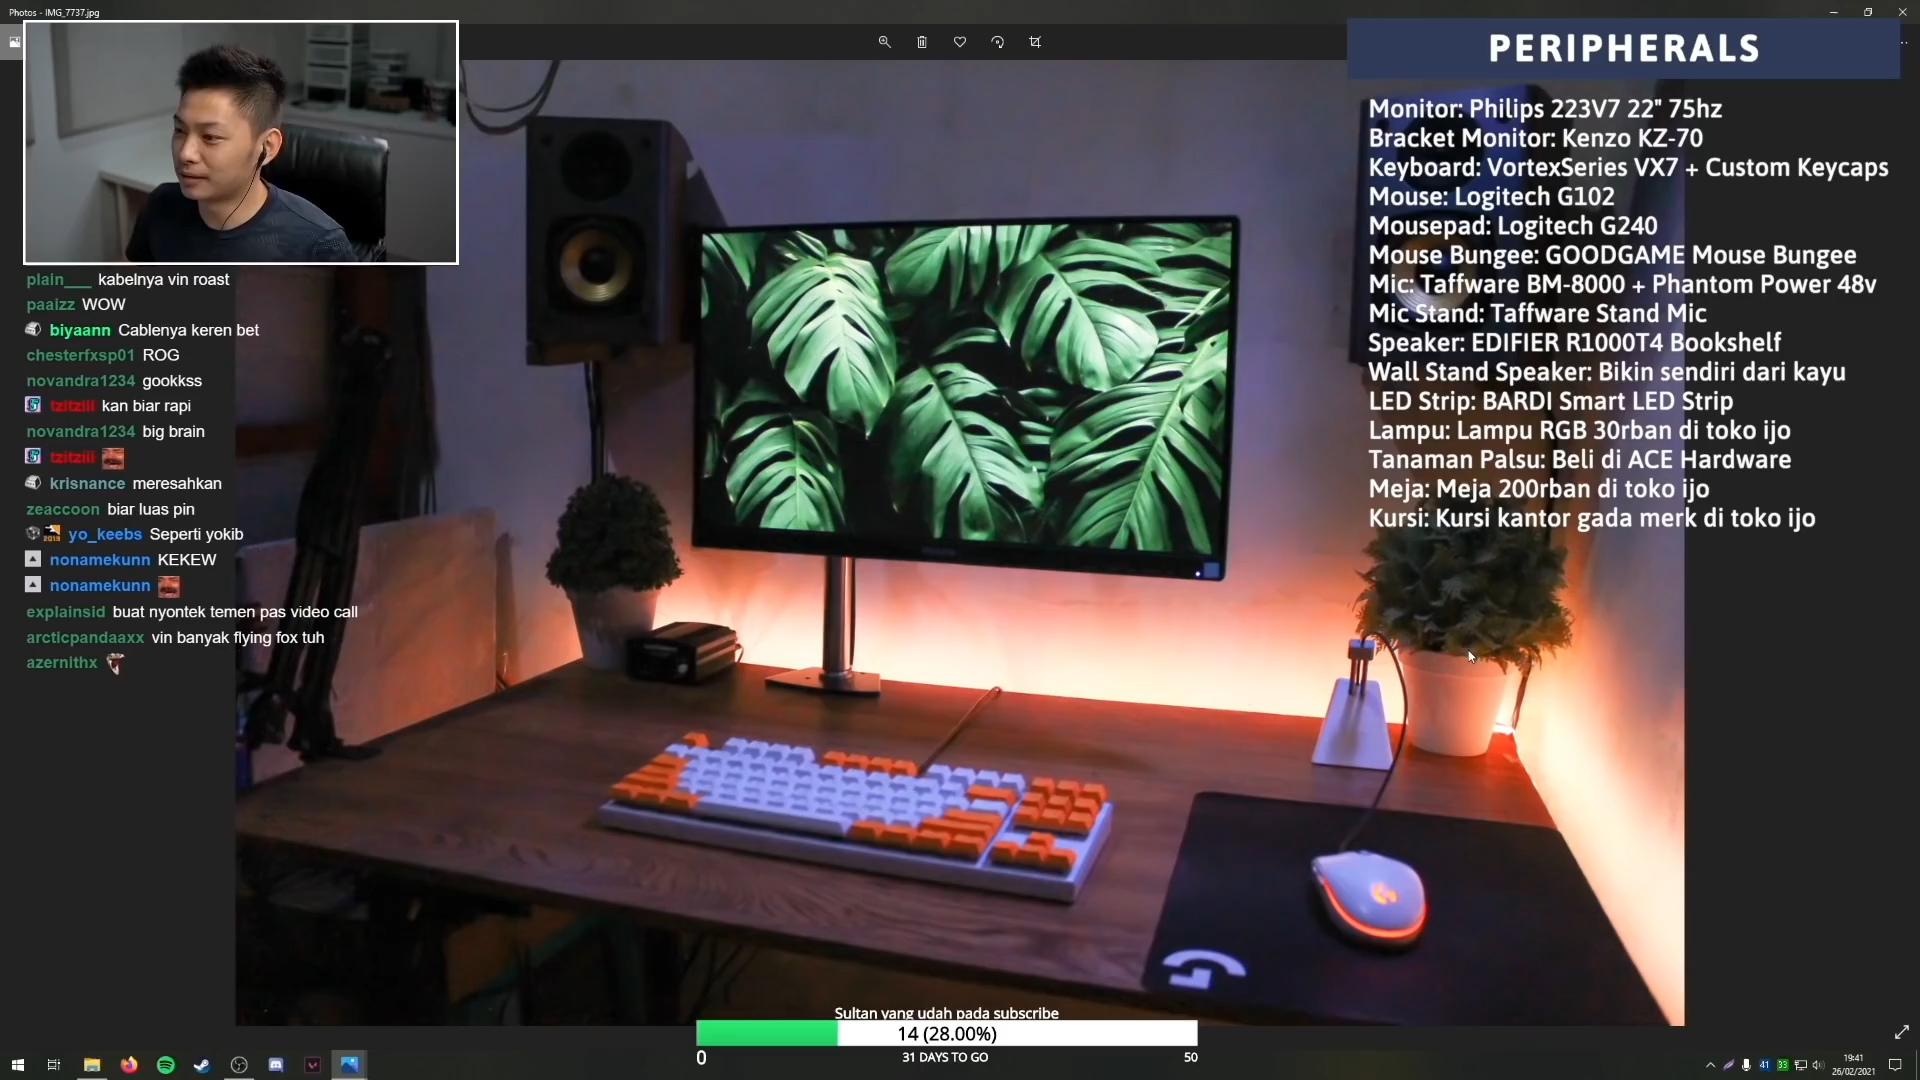 Photos - IMG_7737.jpg
PERIPHERALS
Monitor: Philips 223V7 22" 75hz
Bracket Monitor: Kenzo KZ-70
Keyboard: VortexSeries VX7 + Custom Keycaps
Mouse: Logitech G102
Mousepad: Logitech G240
Mouse Bungee: GOODGAME Mouse Bungee
Mic: Taffware BM-8000 + Phantom Power 48v
Mic Stand: Taffware Stand Mic
Speaker: EDIFIER R1000T4 Bookshelf
Wall Stand Speaker: Bikin sendiri dari kayu
LED Strip: BARDI Smart LED Strip
Lampu: Lampu RGB 30rban di toko ijo
Tanaman Palsu: Beli di ACE Hardware
Meja: Meja 200rban di toko ijo
Kursi: Kursi kantor gada merk di toko ijo
plain___ kabelnya vin roast
paaizz WOW
biyaann Cablenya keren bet
chesterfxsp01 ROG
novandra1234 gookkss
tzitziii kan biar rapi
novandra1234 big brain
tzitziii
krisnance meresahkan
zeaccoon biar luas pin
yo_keebs Seperti yokib
nonamekunn KEKEW
nonamekunn
explainsid buat nyontek temen pas video call
arcticpandaaxx vin banyak flying fox tuh
azernithx
Sultan yang udah pada subscribe
14 (28.00%)
0 31 DAYS TO GO 50
41 33
19:41
26/02/2021